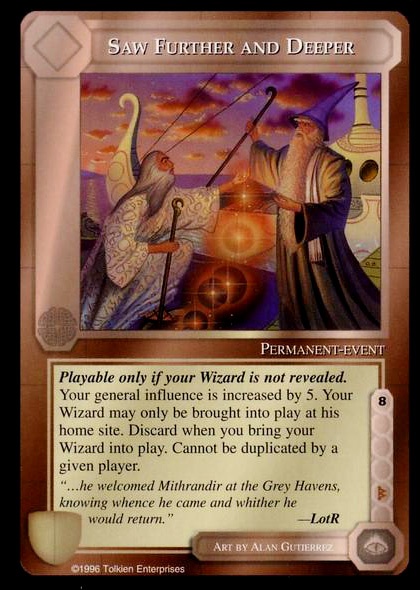 Saw Further and Deeper
Permanent-event
Playable only if your Wizard is not revealed.
Your general influence is increased by 5. Your
Wizard may only be brought into play at his
home site. Discard when you bring your
Wizard into play. Cannot be duplicated by a
given player.
8
“…he welcomed Mithrandir at the Grey Havens,
knowing whence he came and whither he
would return.” —LotR
W
Art by Alan Gutierrez
©1996 Tolkien Enterprises